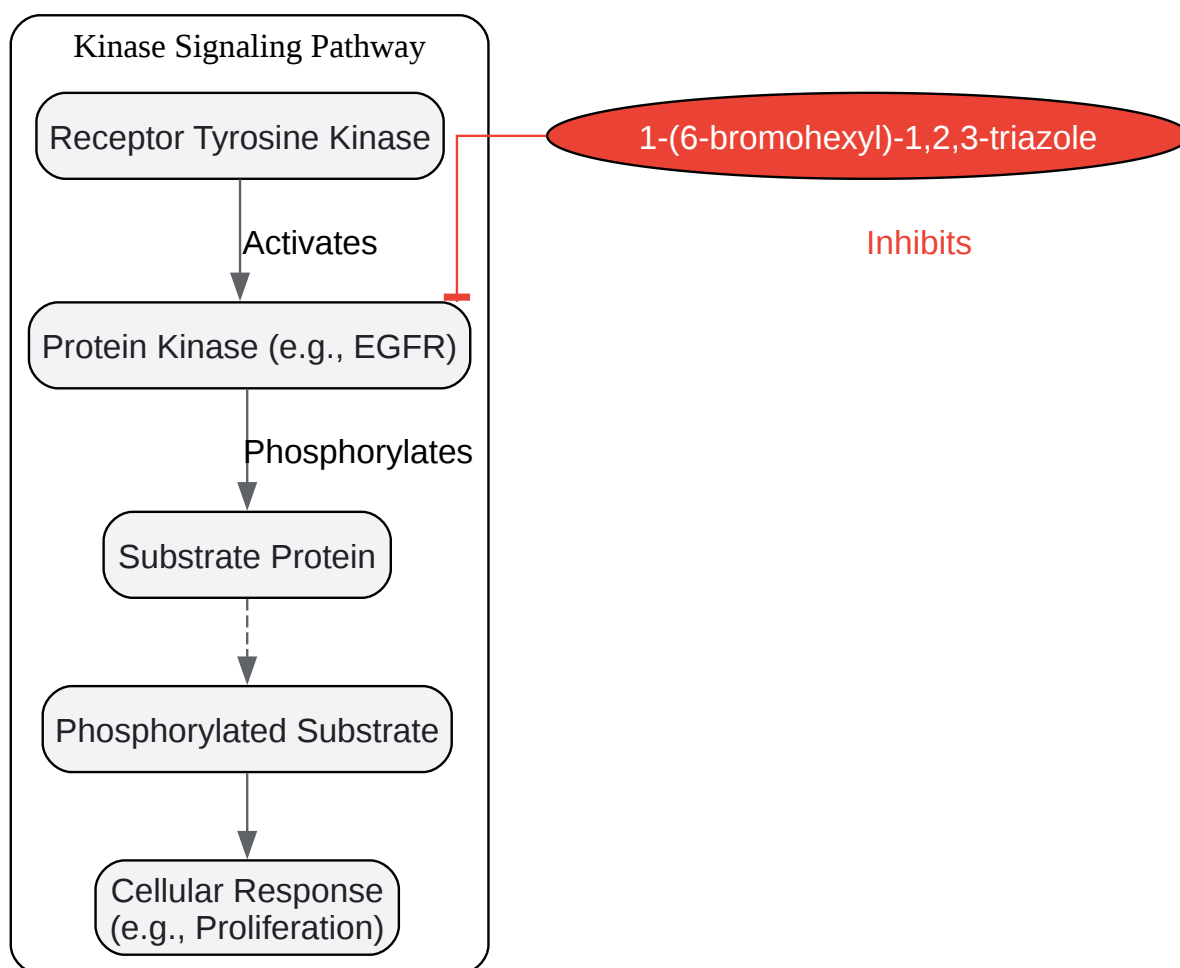 Kinase Signaling Pathway
Receptor Tyrosine Kinase
1-(6-bromohexyl)-1,2,3-triazole
Activates
Inhibits
Protein Kinase (e.g., EGFR)
Phosphorylates
Substrate Protein
Phosphorylated Substrate
Cellular Response
(e.g., Proliferation)